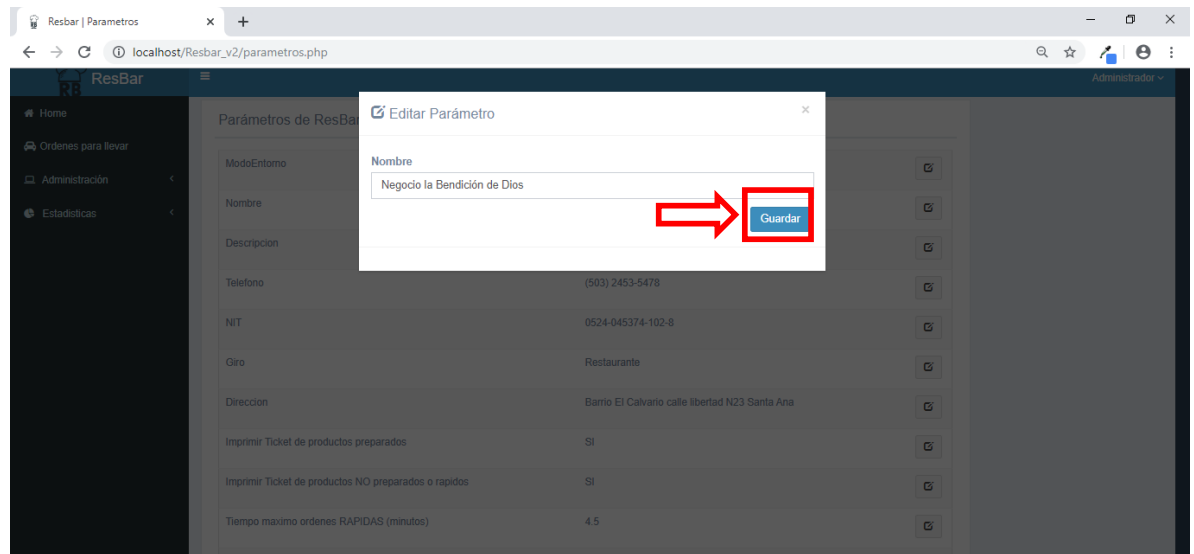 Resbar | Parametros
localhost/Resbar_v2/parametros.php
RB ResBar
Administrador
Home
Ordenes para llevar
Administración
Estadisticas
Parámetros de ResBar
Editar Parámetro
Nombre
Negocio la Bendición de Dios
Guardar
ModoEntorno
Nombre
Descripcion
Telefono (503) 2453-5478
NIT 0524-045374-102-8
Giro Restaurante
Direccion Barrio El Calvario calle libertad N23 Santa Ana
Imprimir Ticket de productos preparados SI
Imprimir Ticket de productos NO preparados o rapidos SI
Tiempo maximo ordenes RAPIDAS (minutos) 4.5